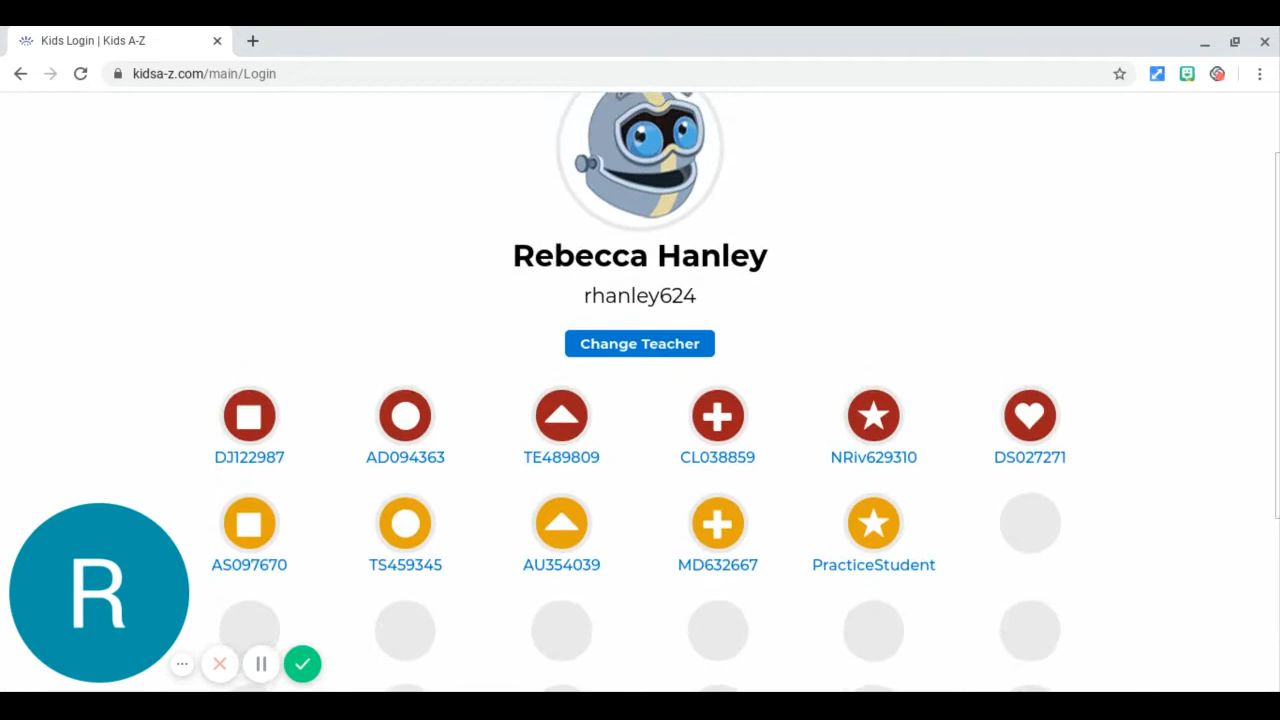 Kids Login | Kids A-Z
kidsa-z.com/main/Login
Rebecca Hanley
rhanley624
Change Teacher
DJ122987 AD094363 TE489809 CL038859 NRiv629310 DS027271
AS097670 TS459345 AU354039 MD632667 PracticeStudent
R